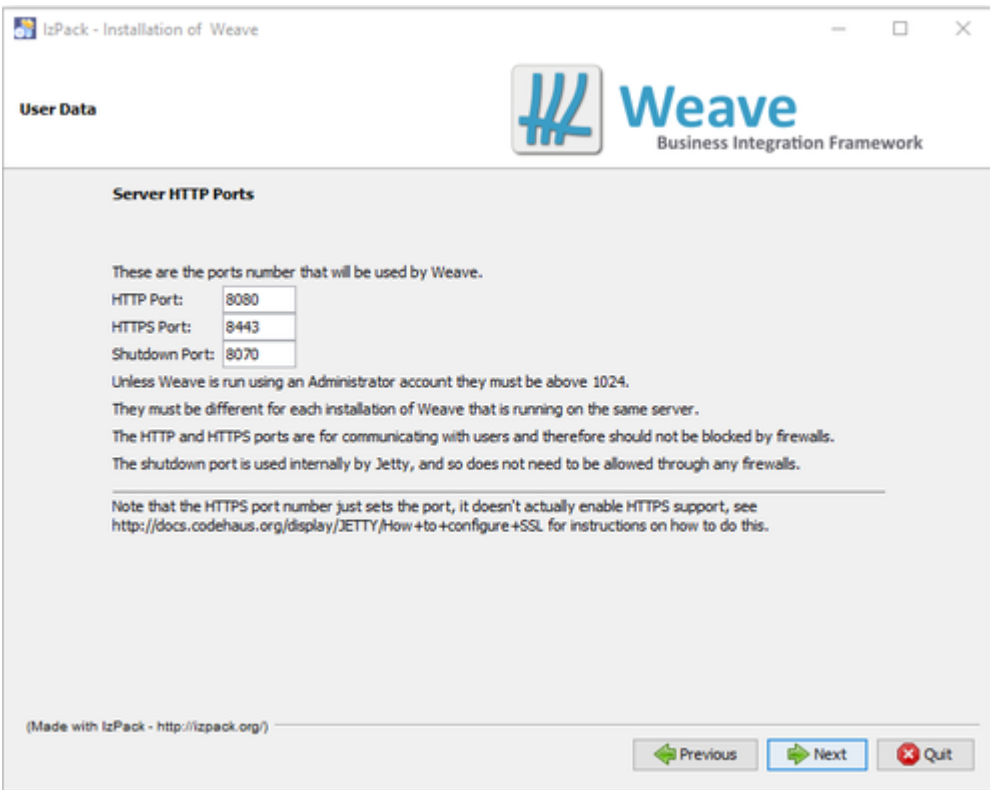 IzPack - Installation of  Weave
User Data
Weave
Business Integration Framework
Server HTTP Ports
These are the ports number that will be used by Weave.
HTTP Port: 8080
HTTPS Port: 8443
Shutdown Port: 8070
Unless Weave is run using an Administrator account they must be above 1024.
They must be different for each installation of Weave that is running on the same server.
The HTTP and HTTPS ports are for communicating with users and therefore should not be blocked by firewalls.
The shutdown port is used internally by Jetty, and so does not need to be allowed through any firewalls.
Note that the HTTPS port number just sets the port, it doesn't actually enable HTTPS support, see
http://docs.codehaus.org/display/JETTY/How+to+configure+SSL for instructions on how to do this.
(Made with IzPack - http://izpack.org/)
Previous Next Quit